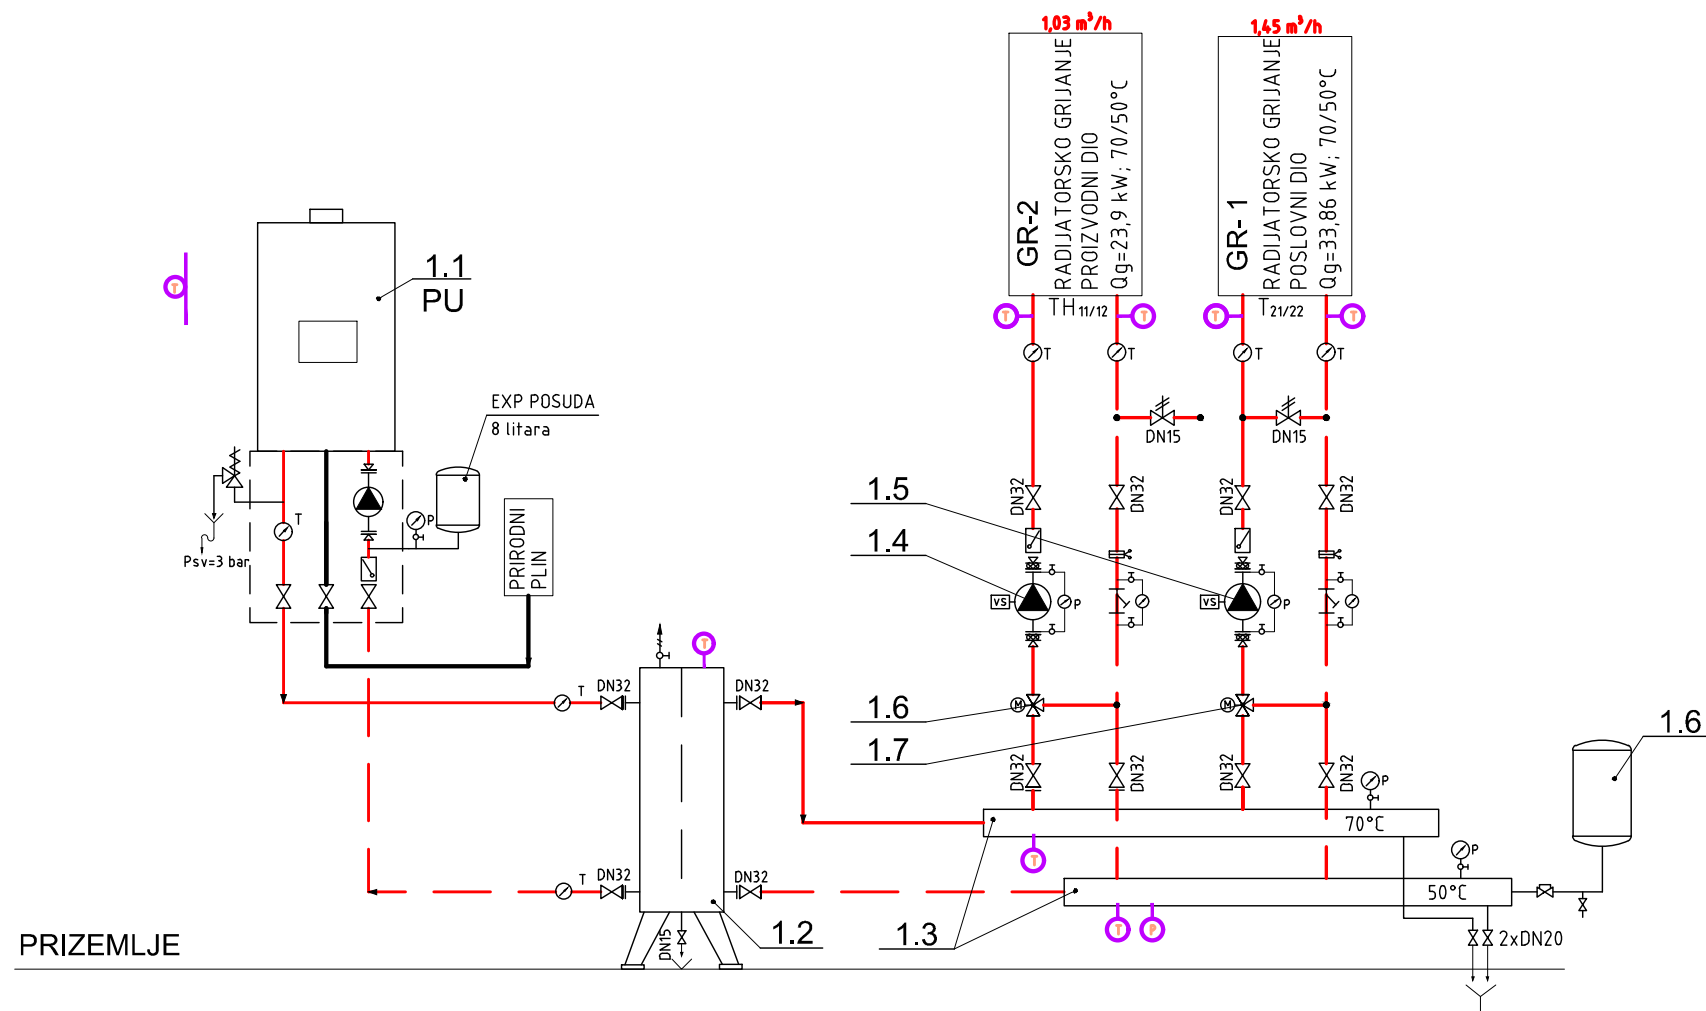 1,03 m³/h
1,45 m³/h
GR-2
RADIJATORSKO GRIJANJE
PROIZVODNI DIO
Qg=23,9 kW; 70/50°C
GR- 1
RADIJATORSKO GRIJANJE
POSLOVNI DIO
Qg=33,86 kW; 70/50°C
T
1.1
PU
T
TH11/12
T
T
T21/22
T
T
T
T
T
EXP POSUDA
8 litara
DN15
DN15
1.5
DN32
DN32
DN32
DN32
T
P
PRIRODNI
PLIN
Psv=3 bar
1.4
VS
P
VS
P
T
T
DN32
DN32
1.6
M
M
1.7
1.6
DN32
DN32
DN32
DN32
P
70°C
T
P
T
DN32
DN32
50°C
1.2
1.3
T
P
DN15
2xDN20
PRIZEMLJE